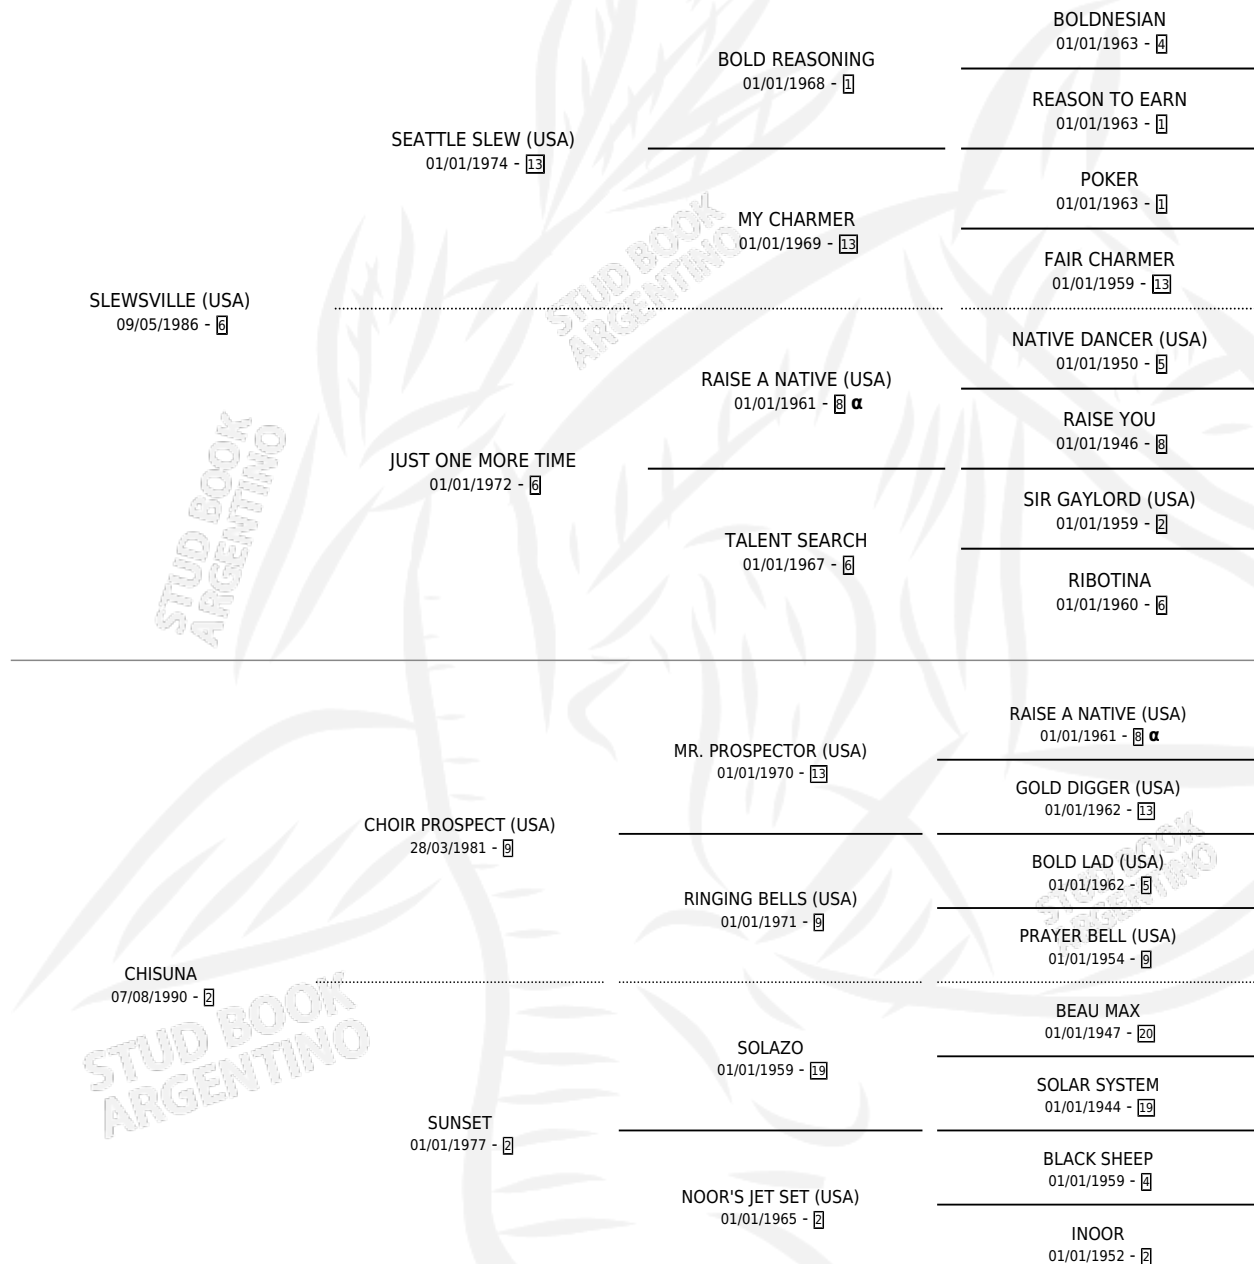 BOLDNESIAN
01/01/1963 - 4
BOLD REASONING
01/01/1968 - 1
REASON TO EARN
01/01/1963 - 1
SEATTLE SLEW (USA)
01/01/1974 - 13
POKER
01/01/1963 - 1
MY CHARMER
01/01/1969 - 13
FAIR CHARMER
01/01/1959 - 13
SLEWSVILLE (USA)
09/05/1986 - 6
NATIVE DANCER (USA)
01/01/1950 - 5
RAISE A NATIVE (USA)
01/01/1961 - 8 α
RAISE YOU
01/01/1946 - 8
JUST ONE MORE TIME
01/01/1972 - 6
SIR GAYLORD (USA)
01/01/1959 - 2
TALENT SEARCH
01/01/1967 - 6
RIBOTINA
01/01/1960 - 6
RAISE A NATIVE (USA)
01/01/1961 - 8 α
MR. PROSPECTOR (USA)
01/01/1970 - 13
GOLD DIGGER (USA)
01/01/1962 - 13
CHOIR PROSPECT (USA)
28/03/1981 - 9
BOLD LAD (USA)
01/01/1962 - 5
RINGING BELLS (USA)
01/01/1971 - 9
PRAYER BELL (USA)
01/01/1954 - 9
CHISUNA
07/08/1990 - 2
BEAU MAX
01/01/1947 - 20
SOLAZO
01/01/1959 - 19
SOLAR SYSTEM
01/01/1944 - 19
SUNSET
01/01/1977 - 2
BLACK SHEEP
01/01/1959 - 4
NOOR'S JET SET (USA)
01/01/1965 - 2
INOOR
01/01/1952 - 2
STUD BOOK
ARGENTINO
STUD BOOK
ARGENTINO
STUD BOOK
ARGENTINO
STUD BOOK
ARGENTINO